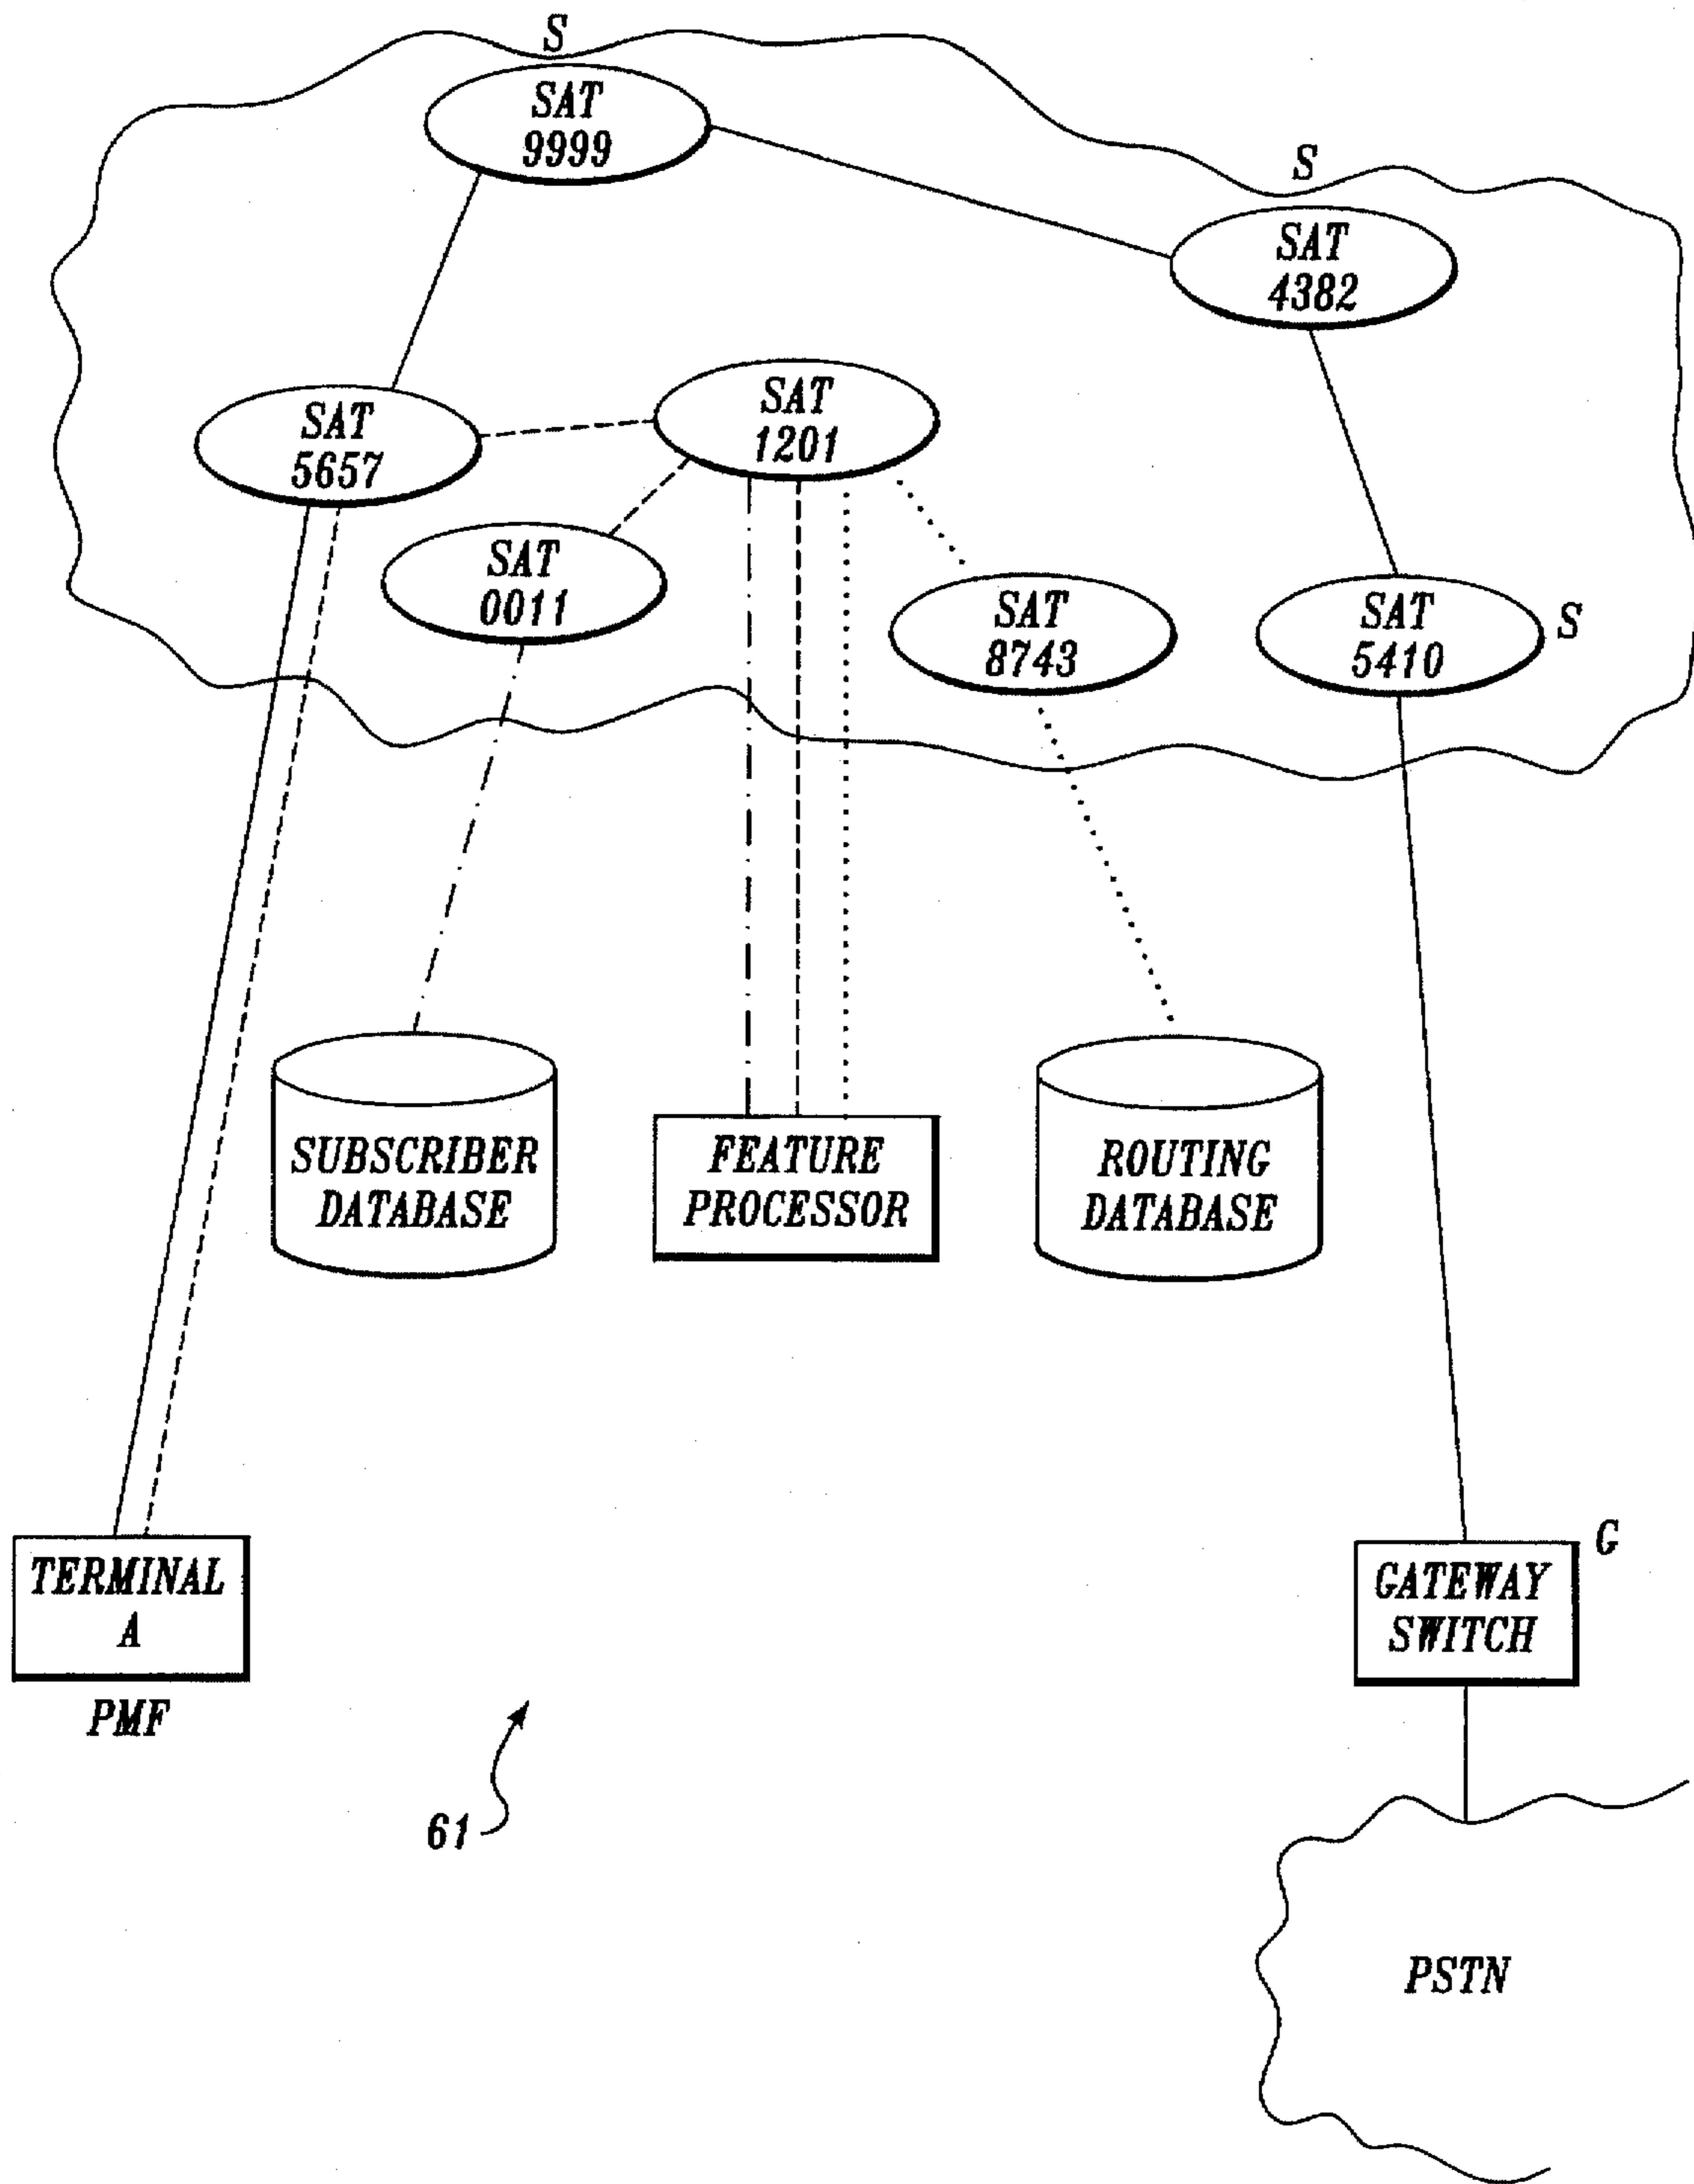 S
SAT
9999
S
SAT
4382
SAT
1201
SAT
5657
SAT
0011
SAT
8743
SAT
5410
S
SUBSCRIBER
DATABASE
FEATURE
PROCESSOR
ROUTING
DATABASE
TERMINAL
A
PMF
G
GATEWAY
SWITCH
61
PSTN